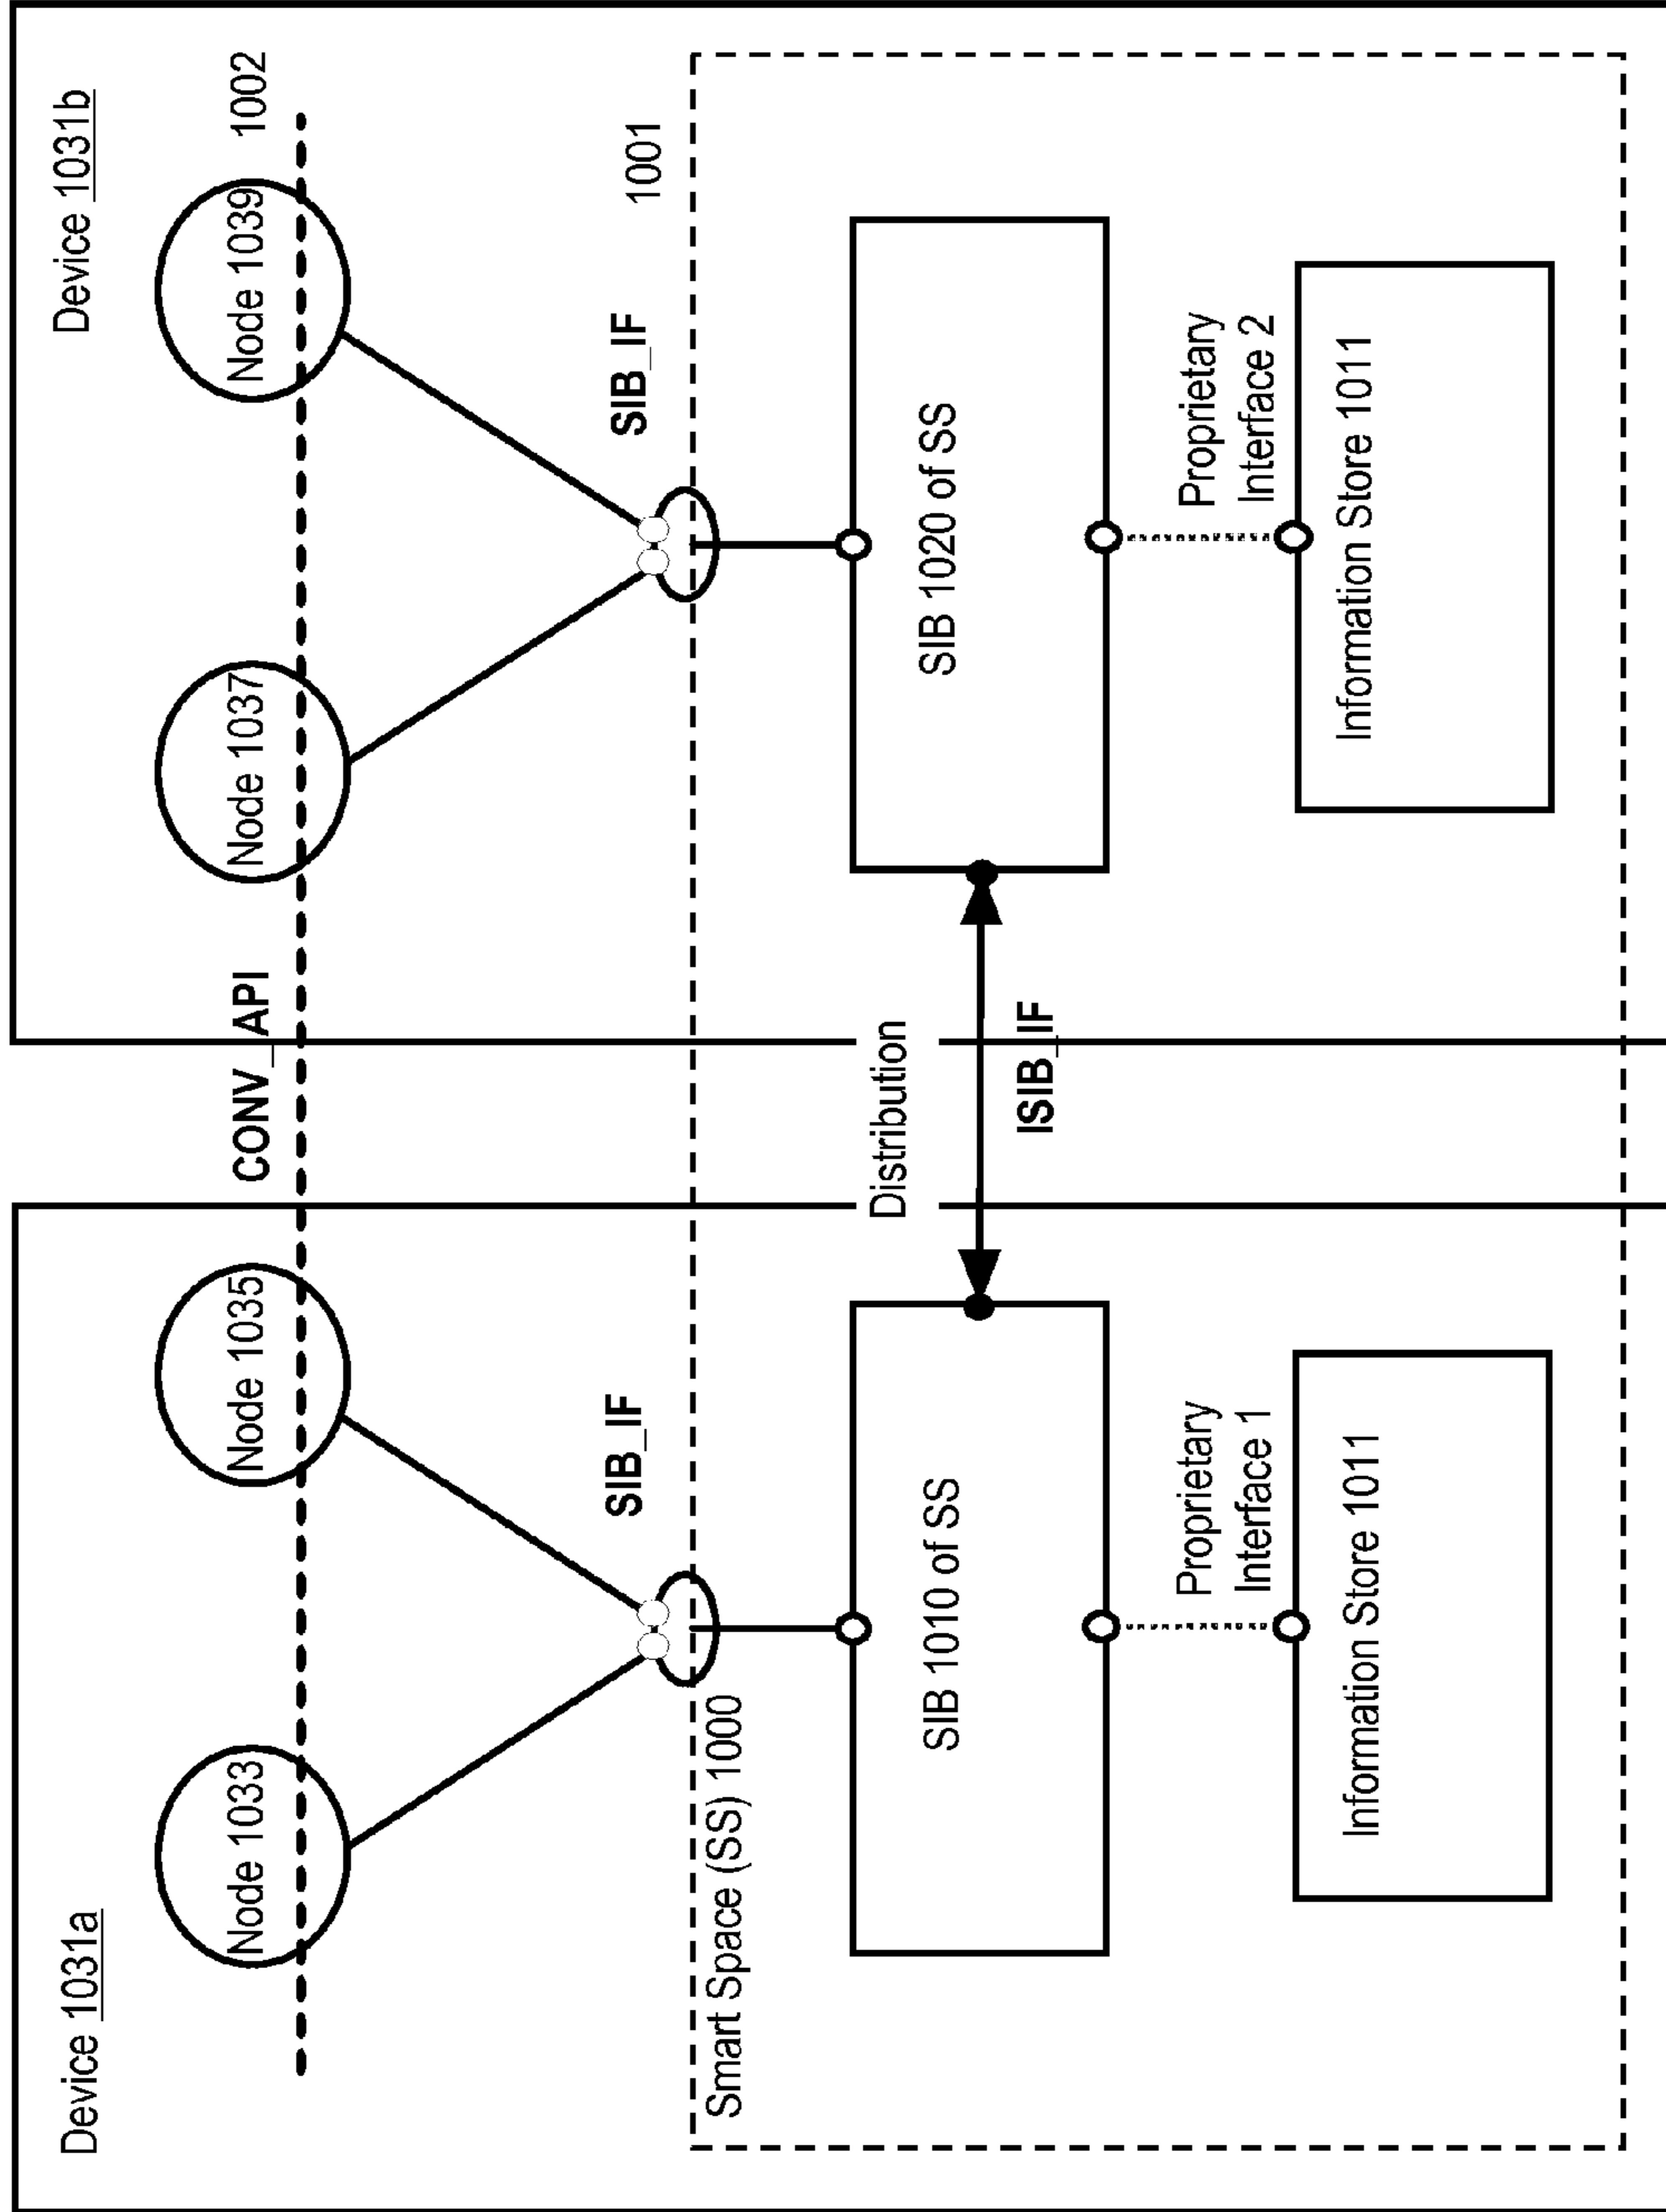 Device 1031a
Device 1031b
Node 1033
Node 1035
CONV_API
Node 1037
Node 1039
1002
SIB_IF
SIB_IF
1001
Smart Space (SS) 1000
Distribution
SIB 1010 of SS
SIB 1020 of SS
ISIB_IF
Proprietary
Interface 1
Proprietary
Interface 2
Information Store 1011
Information Store 1011